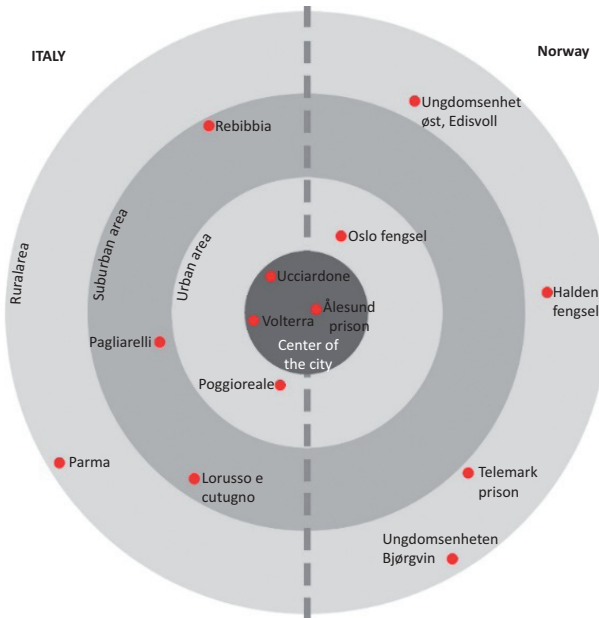 ITALY
Norway
Ungdomsenhet
øst, Edisvoll
Rebibbia
Oslo fengsel
Ruralarea
Suburban area
Urban area
Ucciardone
Halden
fengsel
Ålesund
prison
Volterra
Pagliarelli
Center of
the city
Poggioreale
Parma
Lorusso e
cutugno
Telemark
prison
Ungdomsenheten
Bjørgvin